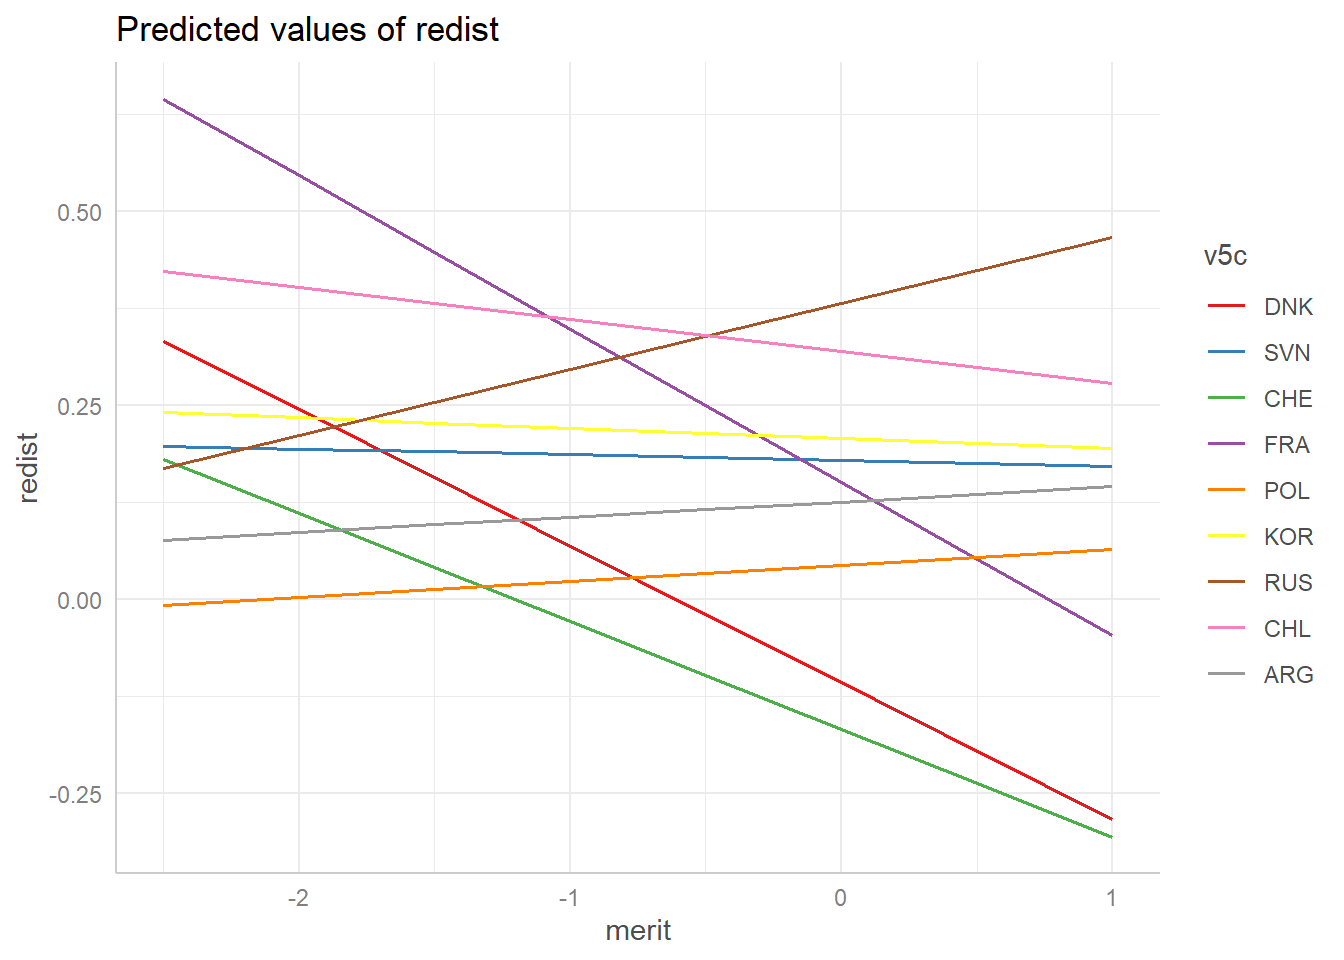 Predicted values of redist
redist
0.50
0.25
0.00
-0.25
-2
-1
0
1
merit
v5c
DNK
SVN
CHE
FRA
POL
KOR
RUS
CHL
ARG